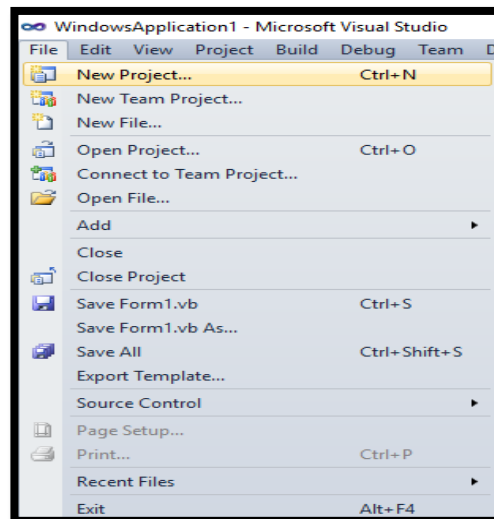 WindowsApplication1 - Microsoft Visual Studio
File Edit View Project Build Debug Team D
New Project... Ctrl+N
New Team Project...
New File...
Open Project... Ctrl+O
Connect to Team Project...
Open File...
Add
Close
Close Project
Save Form1.vb Ctrl+S
Save Form1.vb As...
Save All Ctrl+Shift+S
Export Template...
Source Control
Page Setup...
Print... Ctrl+P
Recent Files
Exit Alt+F4